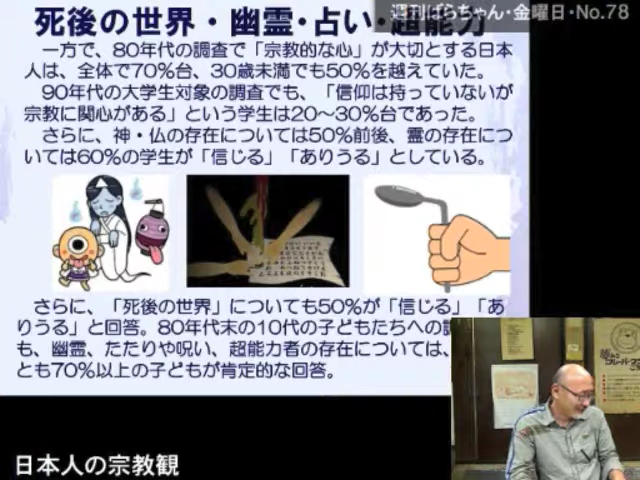 死後の世界・幽霊・占い・超能力
週刊ばらちゃん・金曜日・No.78
一方で、80年代の調査で「宗教的な心」が大切とする日本
人は、全体で70%台、30歳未満でも50%を越えていた。
90年代の大学生対象の調査でも、「信仰は持っていないが
宗教に関心がある」という学生は20～30%台であった。
さらに、神・仏の存在については50%前後、霊の存在につ
いては60%の学生が「信じる」「ありうる」としている。
さらに、「死後の世界」についても50%が「信じる」「あ
りうる」と回答。80年代末の10代の子どもたちへの調
も、幽霊、たたりや呪い、超能力者の存在については、
とも70%以上の子どもが肯定的な回答。
日本人の宗教観